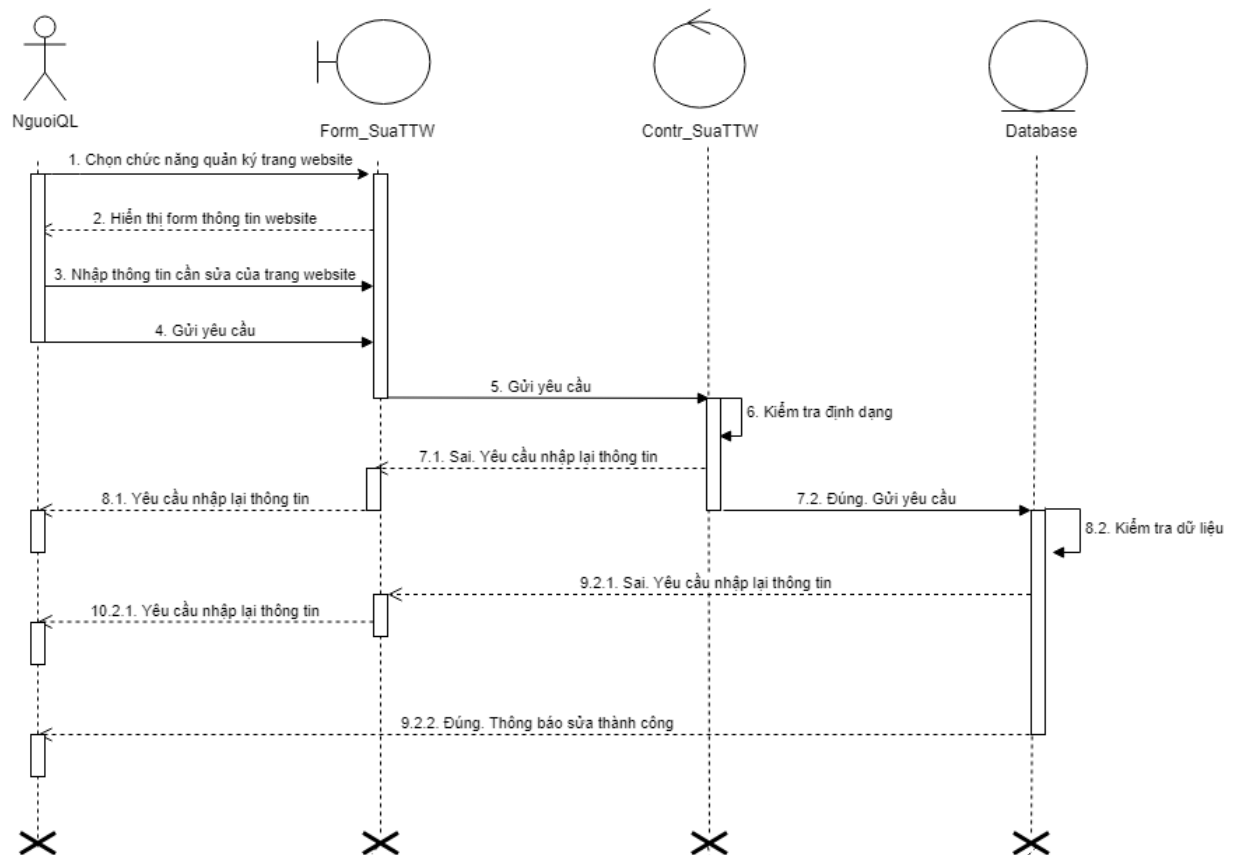 NguoiQL
Form_SuaTTW
Contr_SuaTTW
Database
1. Chọn chức năng quản ký trang website
2. Hiển thị form thông tin website
3. Nhập thông tin cần sửa của trang website
4. Gửi yêu cầu
5. Gửi yêu cầu
6. Kiểm tra định dạng
7.1. Sai. Yêu cầu nhập lại thông tin
8.1. Yêu cầu nhập lại thông tin
7.2. Đúng. Gửi yêu cầu
8.2. Kiểm tra dữ liệu
9.2.1. Sai. Yêu cầu nhập lại thông tin
10.2.1. Yêu cầu nhập lại thông tin
9.2.2. Đúng. Thông báo sửa thành công